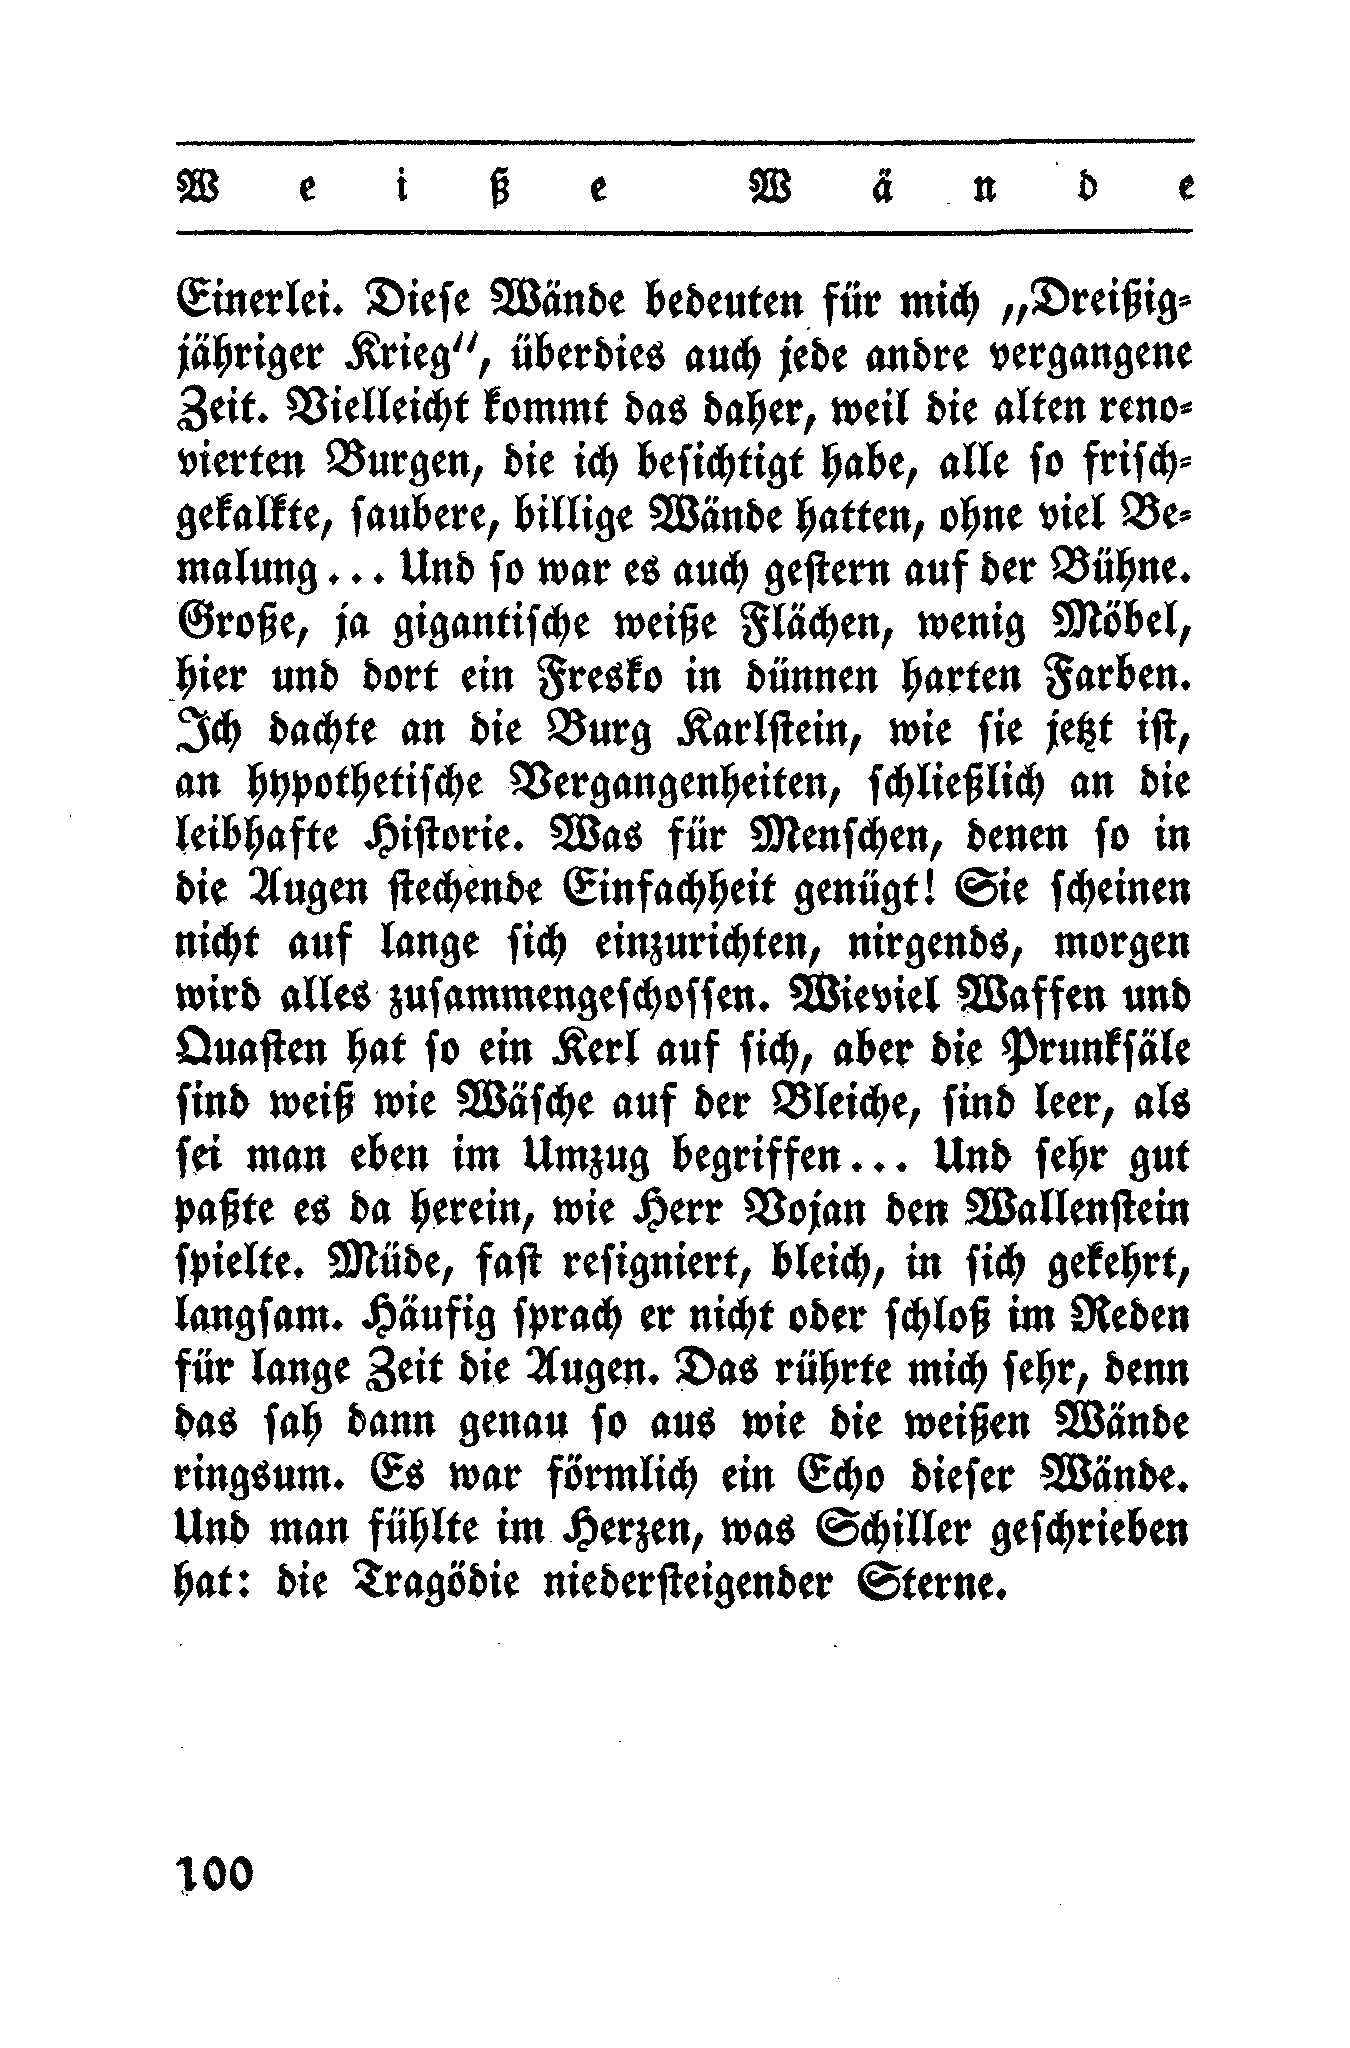 Weiße Wände
Einerlei. Diese Wände bedeuten für mich „Dreißig-
jähriger Krieg“, überdies auch jede andre vergangene
Zeit. Vielleicht kommt das daher, weil die alten reno-
vierten Burgen, die ich besichtigt habe, alle so frisch-
gekalkte, saubere, billige Wände hatten, ohne viel Be-
malung... Und so war es auch gestern auf der Bühne.
Große, ja gigantische weiße Flächen, wenig Möbel,
hier und dort ein Fresko in dünnen harten Farben.
Ich dachte an die Burg Karlstein, wie sie jetzt ist,
an hypothetische Vergangenheiten, schließlich an die
leibhafte Historie. Was für Menschen, denen so in
die Augen stechende Einfachheit genügt! Sie scheinen
nicht auf lange sich einzurichten, nirgends, morgen
wird alles zusammengeschossen. Wieviel Waffen und
Quasten hat so ein Kerl auf sich, aber die Prunksäle
sind weiß wie Wäsche auf der Bleiche, sind leer, als
sei man eben im Umzug begriffen... Und sehr gut
paßte es da herein, wie Herr Vojan den Wallenstein
spielte. Müde, fast resigniert, bleich, in sich gekehrt,
langsam. Häufig sprach er nicht oder schloß im Reden
für lange Zeit die Augen. Das rührte mich sehr, denn
das sah dann genau so aus wie die weißen Wände
ringsum. Es war förmlich ein Echo dieser Wände.
Und man fühlte im Herzen, was Schiller geschrieben
hat: die Tragödie niedersteigender Sterne.
100